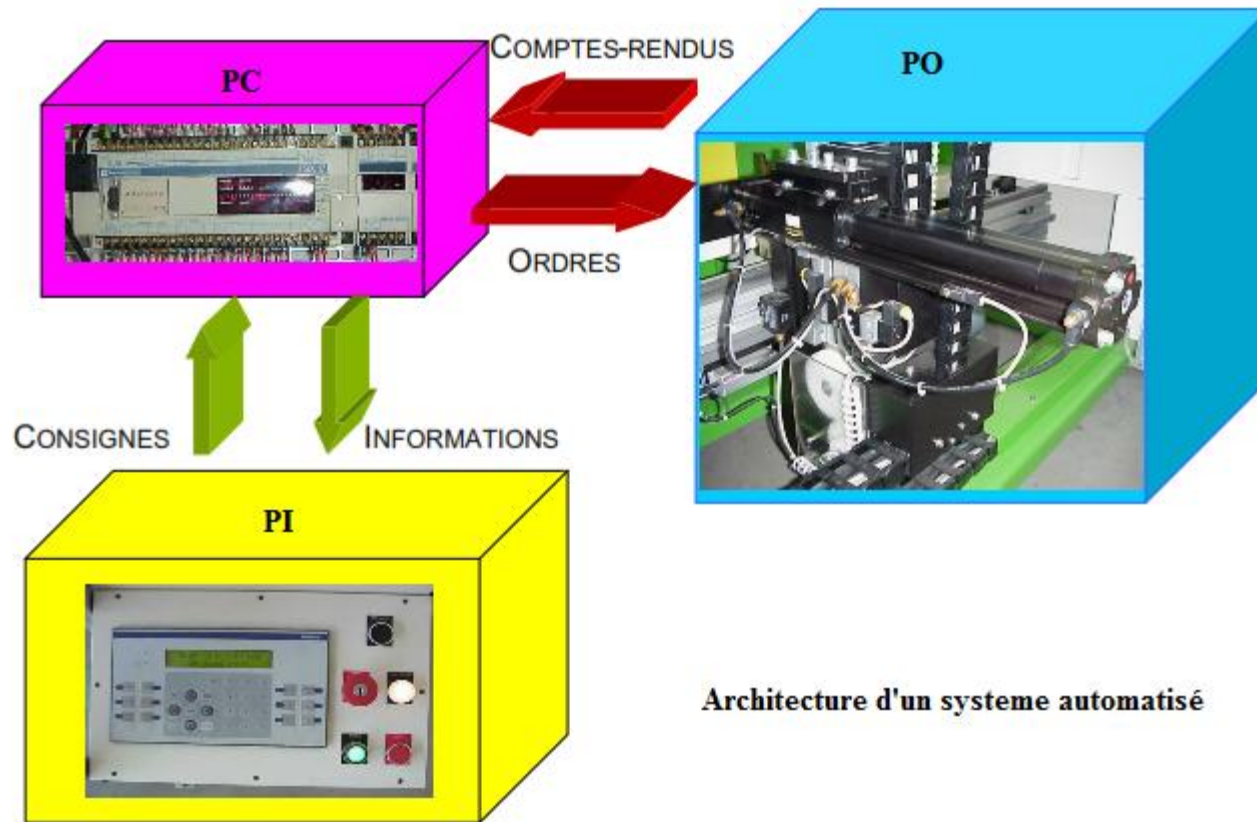 COMPTES-RENDUS
PC
PO
ORDRES
CONSIGNES
INFORMATIONS
PI
Architecture d'un systeme automatisé